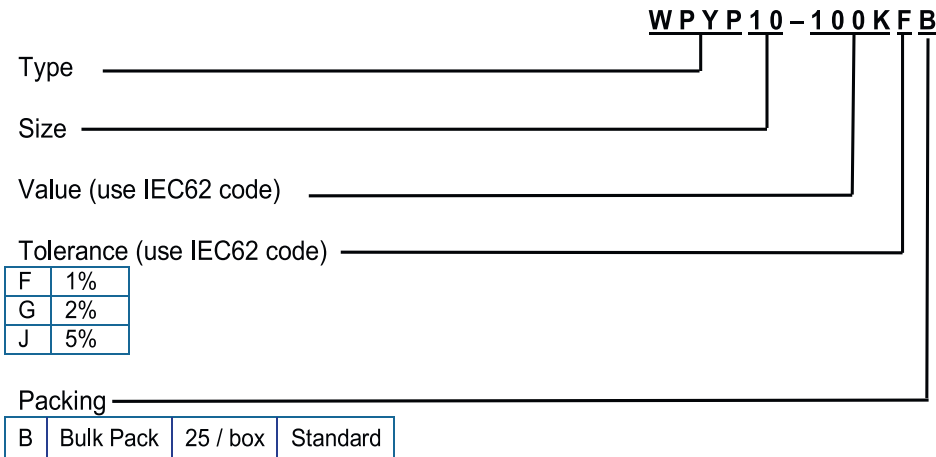 WPYP10–100KFB
Type
Size
Value (use IEC62 code)
Tolerance (use IEC62 code)
F 1%
G 2%
J 5%
Packing
B Bulk Pack 25 / box Standard